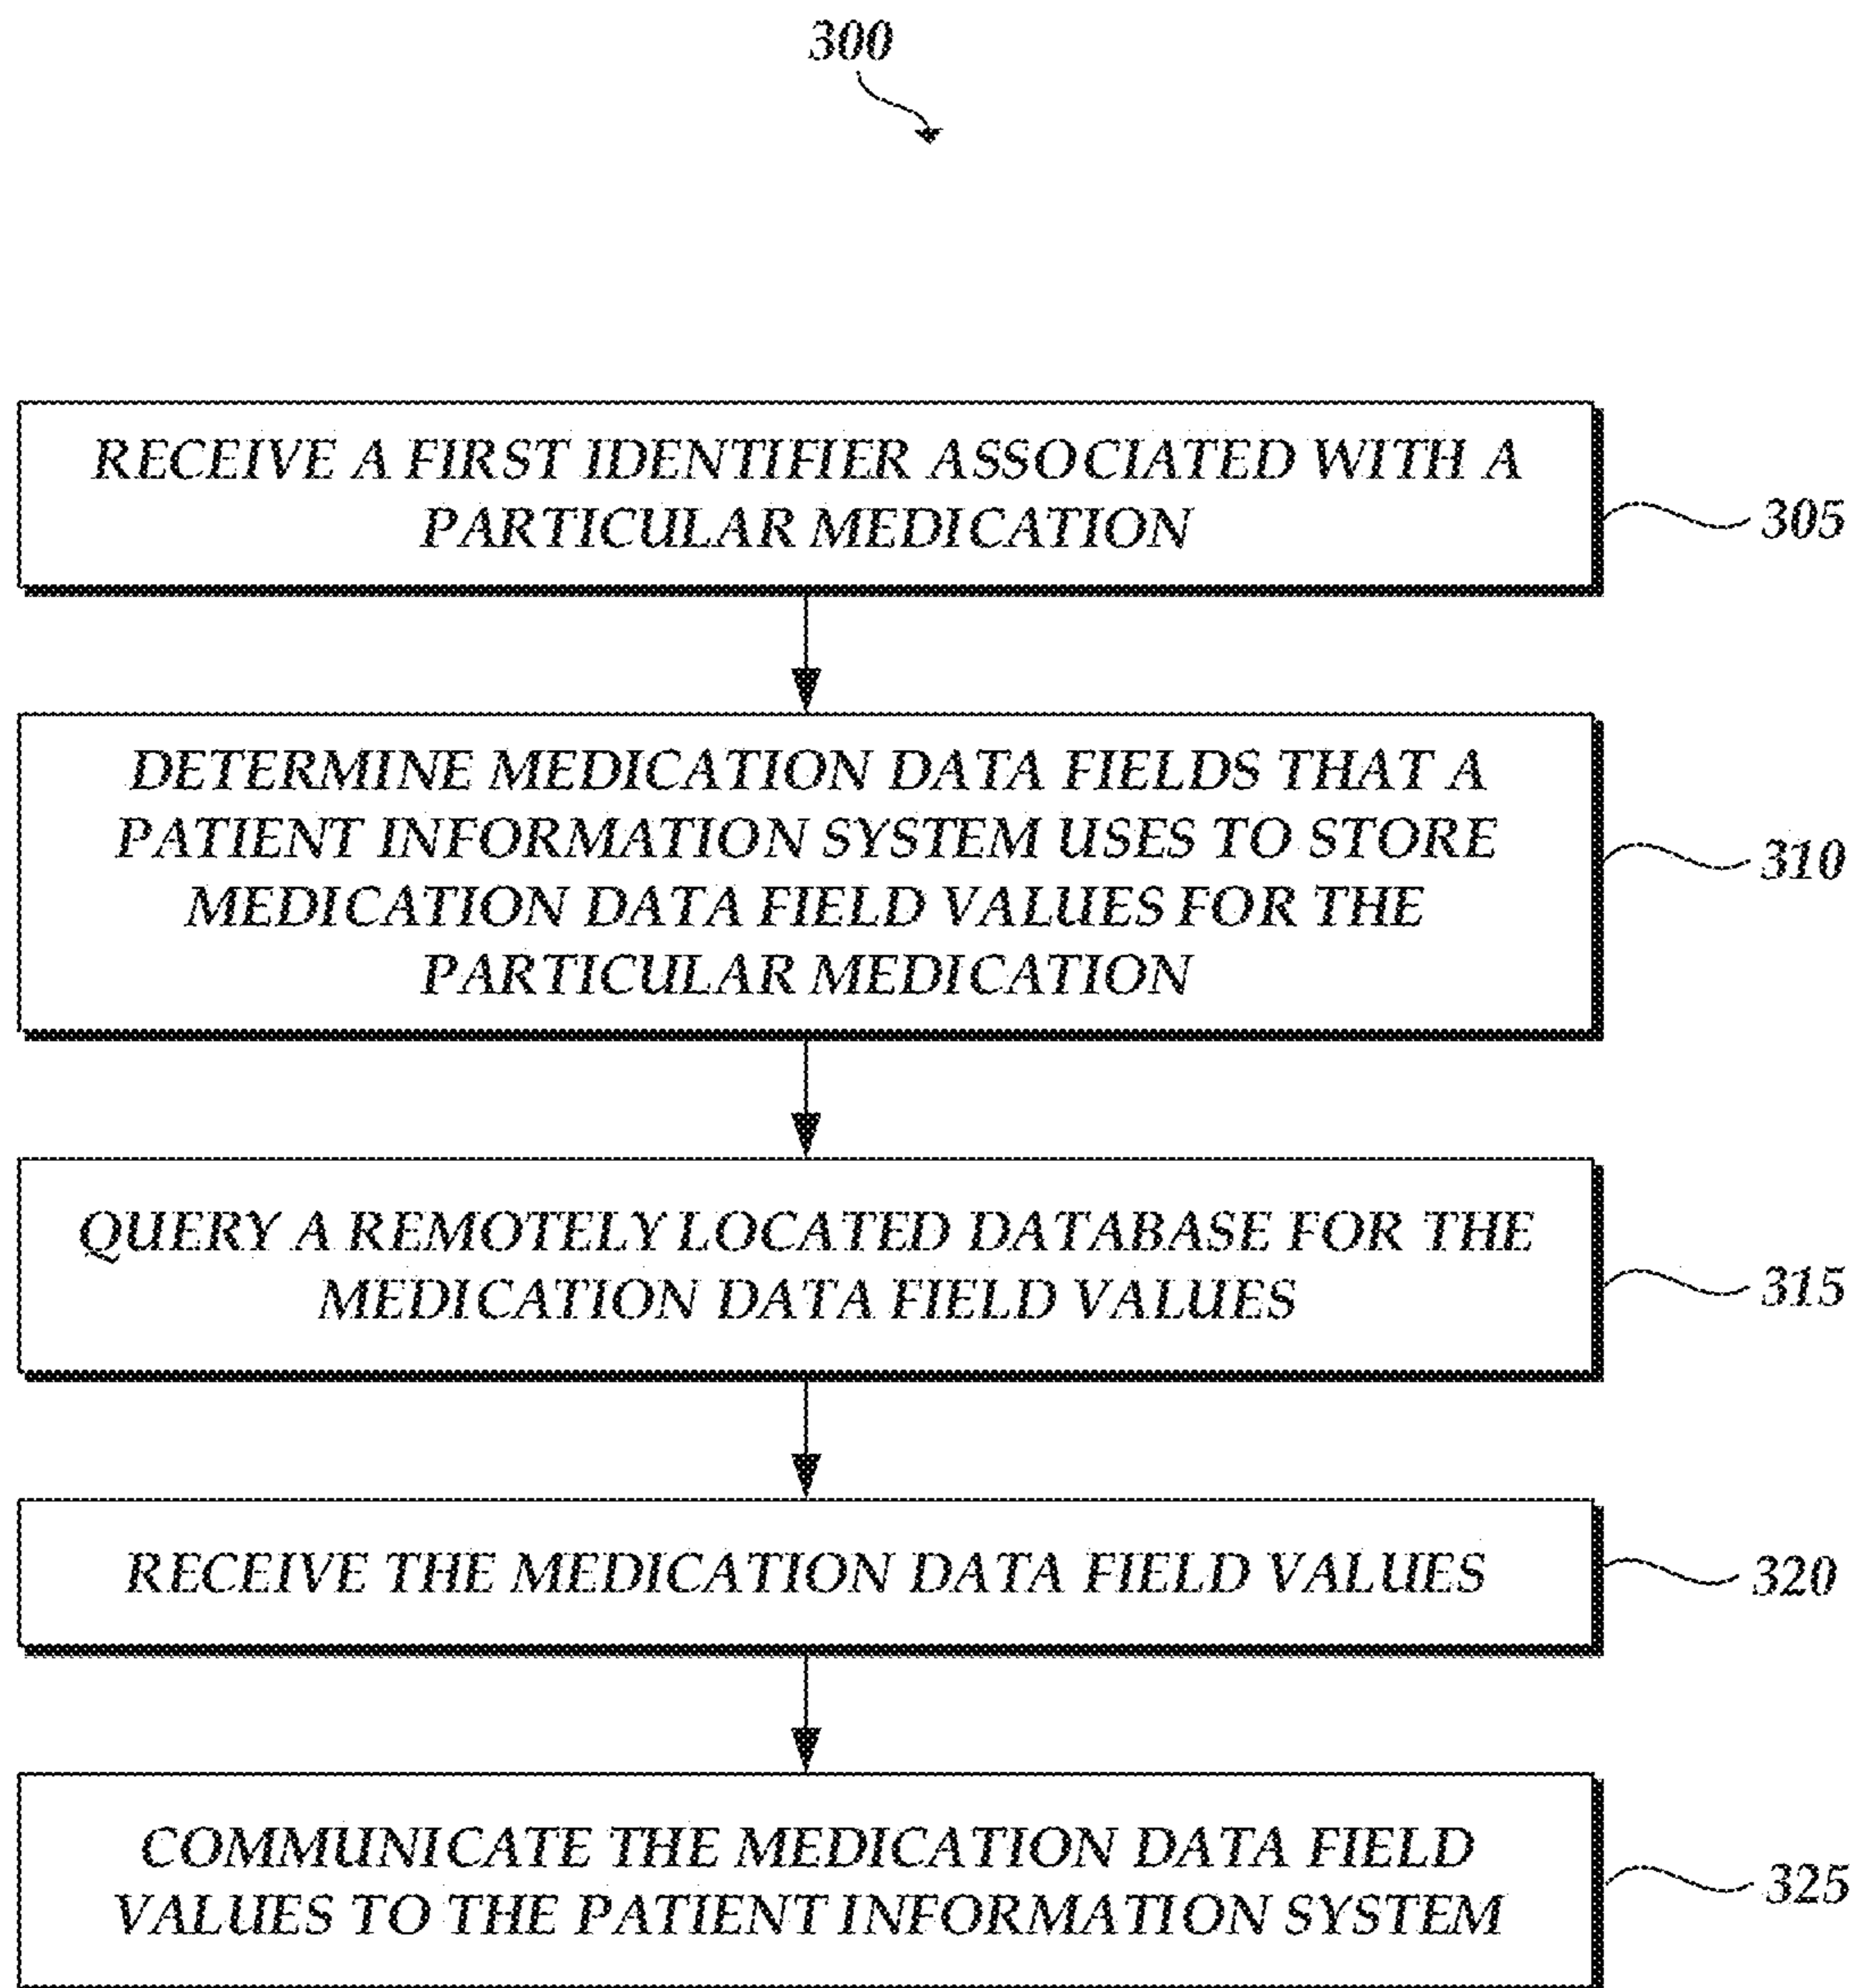 300
RECEIVE A FIRST IDENTIFIER ASSOCIATED WITH A
PARTICULAR MEDICATION
305
DETERMINE MEDICATION DATA FIELDS THAT A
PATIENT INFORMATION SYSTEM USES TO STORE
MEDICATION DATA FIELD VALUES FOR THE
PARTICULAR MEDICATION
310
QUERY A REMOTELY LOCATED DATABASE FOR THE
MEDICATION DATA FIELD VALUES
315
RECEIVE THE MEDICATION DATA FIELD VALUES
320
COMMUNICATE THE MEDICATION DATA FIELD
VALUES TO THE PATIENT INFORMATION SYSTEM
325